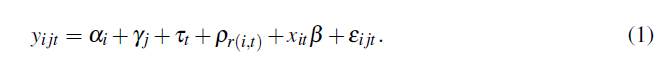 y_{ijt} = α_i + γ_j + τ_t + ρ_{r(i,t)} + x_{it}β + ε_{ijt}. (1)